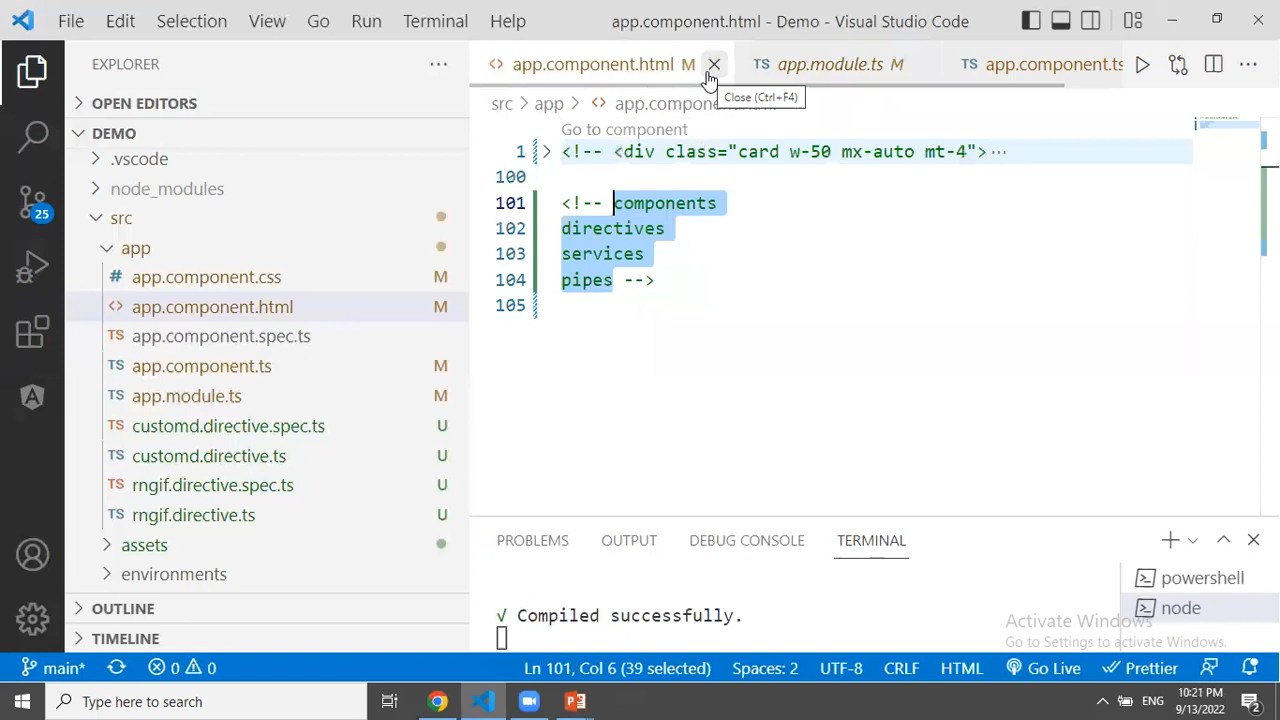 File Edit Selection View Go Run Terminal Help app.component.html - Demo - Visual Studio Code
EXPLORER
OPEN EDITORS
DEMO
.vscode
node_modules
src
app
app.component.css
app.component.html M
app.component.spec.ts
app.component.ts M
app.module.ts M
customd.directive.spec.ts U
customd.directive.ts U
rngif.directive.spec.ts U
rngif.directive.ts U
assets
environments
OUTLINE
TIMELINE
25
app.component.html M TS app.module.ts M TS app.component.ts
Close (Ctrl+F4)
src > app > <> app.compone
Go to component
1 <!-- <div class="card w-50 mx-auto mt-4">···
100
101 <!-- components
102 directives
103 services
104 pipes -->
105
PROBLEMS OUTPUT DEBUG CONSOLE TERMINAL
powershell
node
√ Compiled successfully.
Activate Windows
Go to Settings to activate Windows.
main* 0 0 Ln 101, Col 6 (39 selected) Spaces: 2 UTF-8 CRLF HTML Go Live Prettier
Type here to search
ENG
10:21 PM
9/13/2022
2